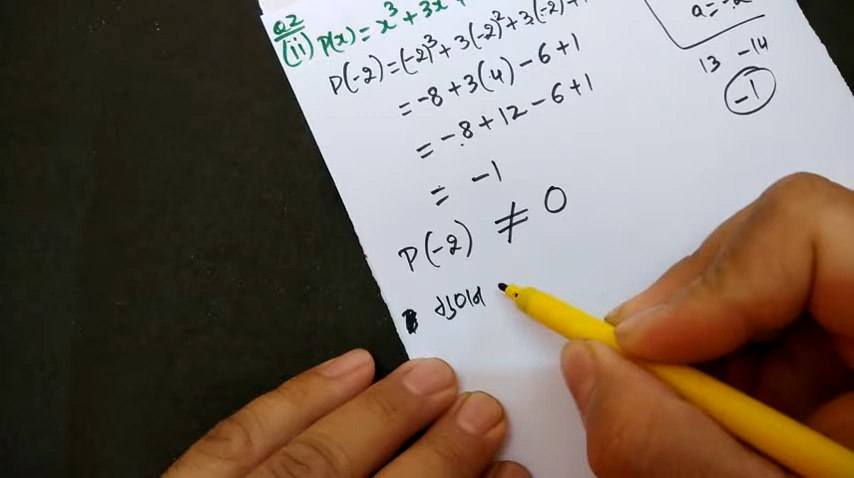 Q2
(ii) P(x) = x³ + 3x
P(-2) = (-2)³ + 3(-2)² + 3(-2) +
= -8 + 3(4) - 6 + 1
= -8 + 12 - 6 + 1
= -1
P(-2) ≠ 0
a = -2
13 -14
-1